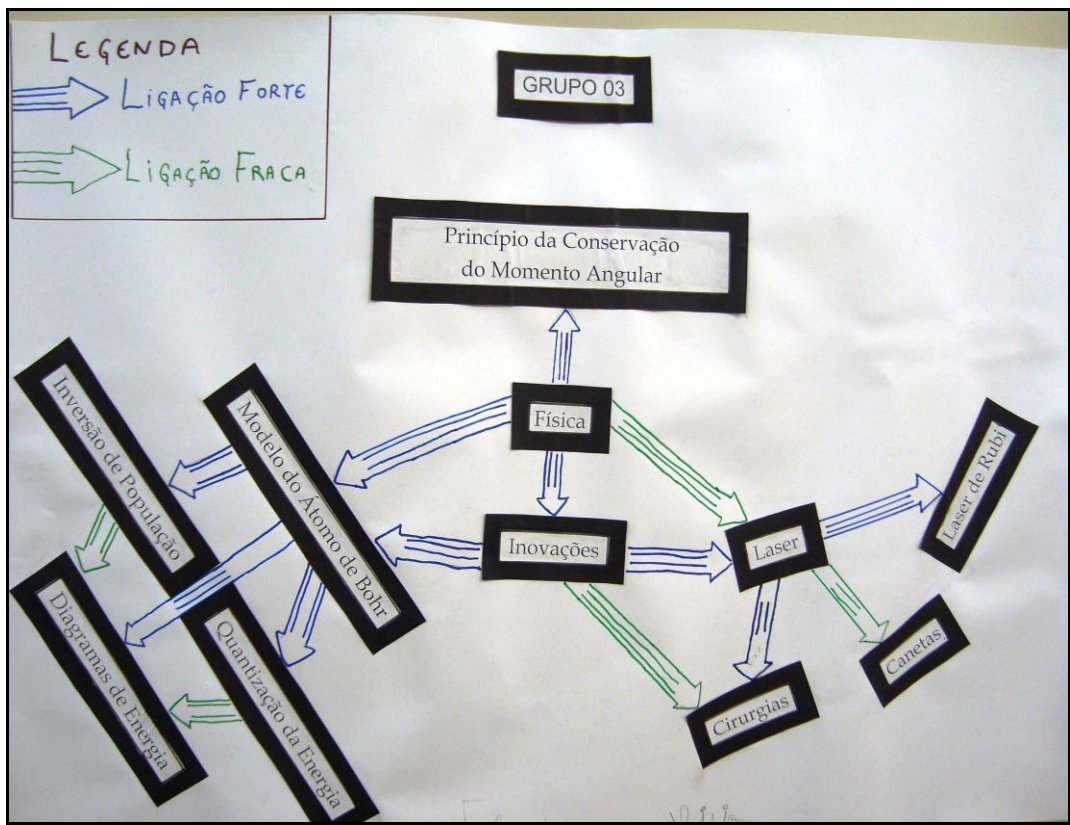 LEGENDA
LIGAÇÃO FORTE
LIGAÇÃO FRACA
GRUPO 03
Princípio da Conservação
do Momento Angular
Física
Inovações
Laser
Laser de Rubi
Canetas
Cirurgias
Modelo do Átomo de Bohr
Inversão de População
Diagramas de Energia
Quantização da Energia